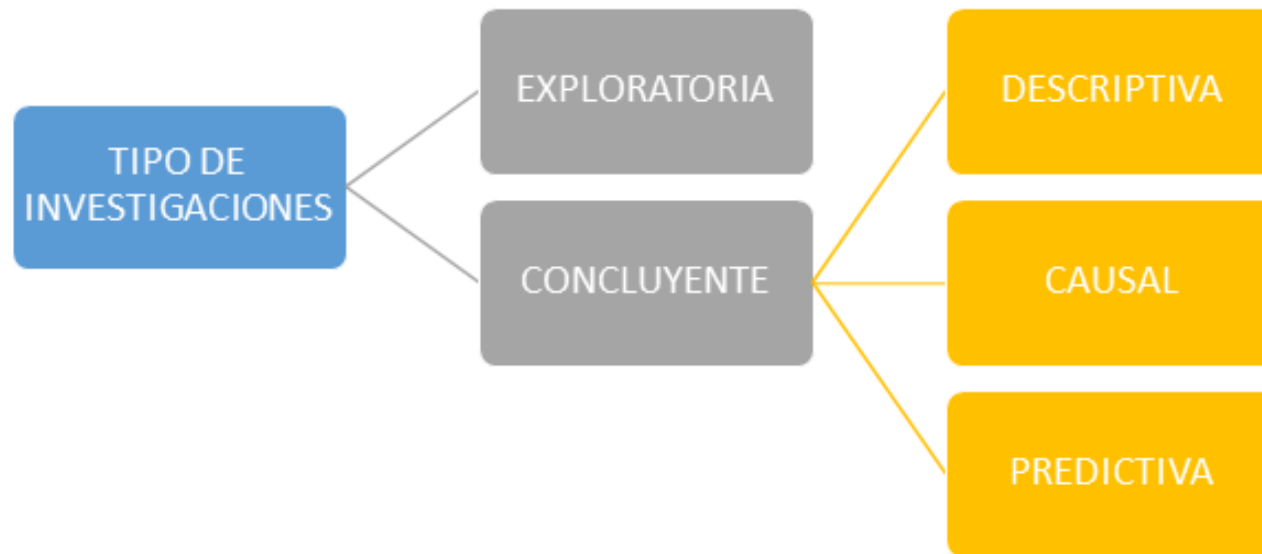 TIPO DE
INVESTIGACIONES
EXPLORATORIA
CONCLUYENTE
DESCRIPTIVA
CAUSAL
PREDICTIVA